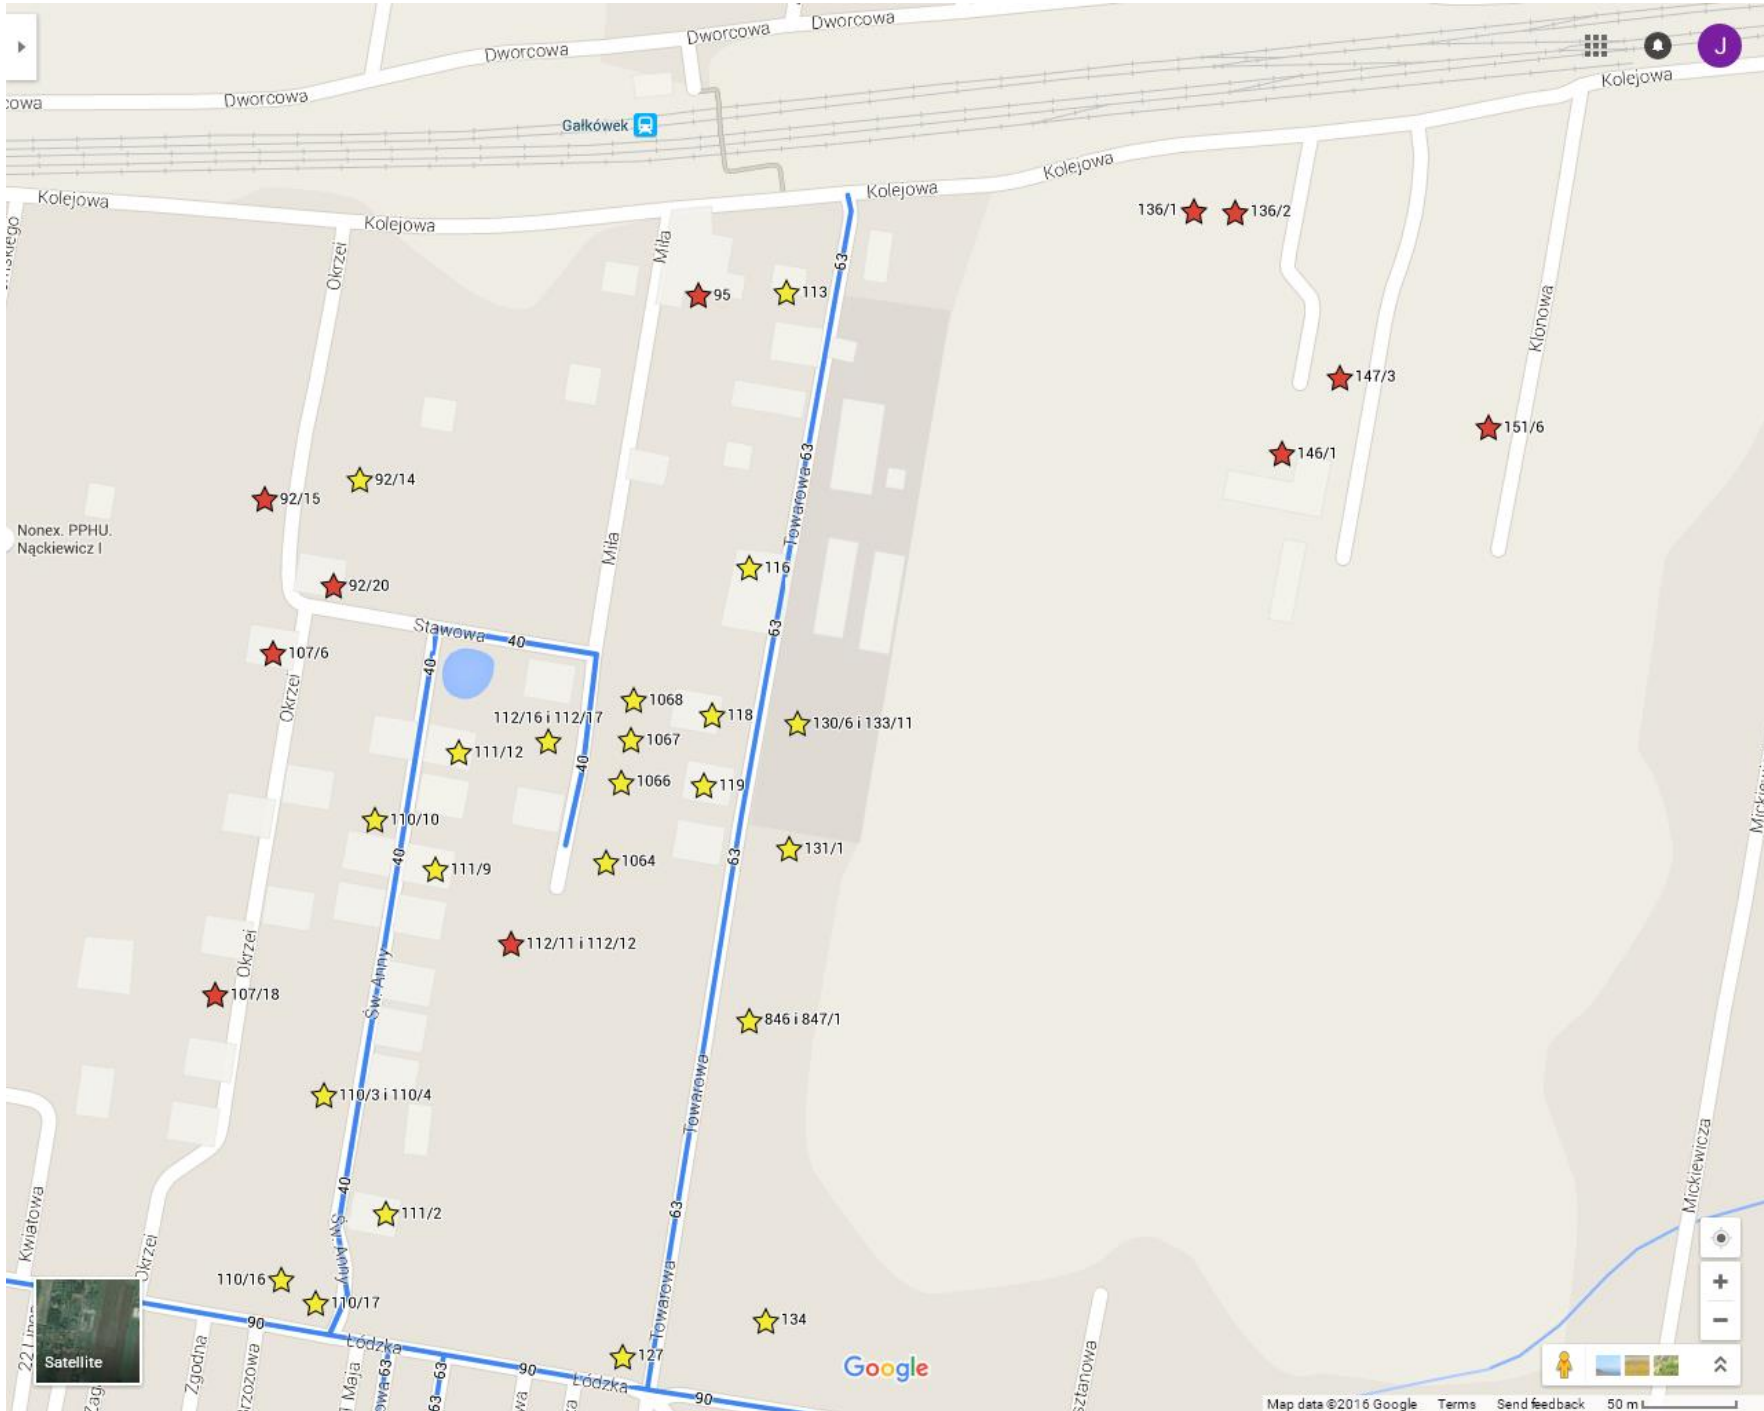 Dworcowa
Dworcowa
Dworcowa
Dworcowa
cowa
J
Kolejowa
Gałkówek
Kolejowa
Kolejowa
Kolejowa
Kolejowa
136/1
136/2
Okrzei
Miła
63
95
113
Klonowa
147/3
151/6
146/1
63
92/14
92/15
Towarowa
Nonex. PPHU.
Nąckiewicz I
Miła
116
92/20
Stawowa
40
63
107/6
40
Okrzei
1068
112/16 i 112/17
118
130/6 i 133/11
1067
111/12
40
1066
119
110/10
40
63
131/1
1064
111/9
112/11 i 112/12
Okrzei
Św. Anny
107/18
846 i 847/1
110/3 i 110/4
Towarowa
Mickiewicza
40
63
111/2
Kwiatowa
Św. Anny
Okrzei
110/16
110/17
Towarowa
134
90
Łódzka
127
Zgodna
1 Maja
63
63
63
90
Łódzka
90
Satellite
Google
Map data ©2016 Google
Terms
Send feedback
50 m